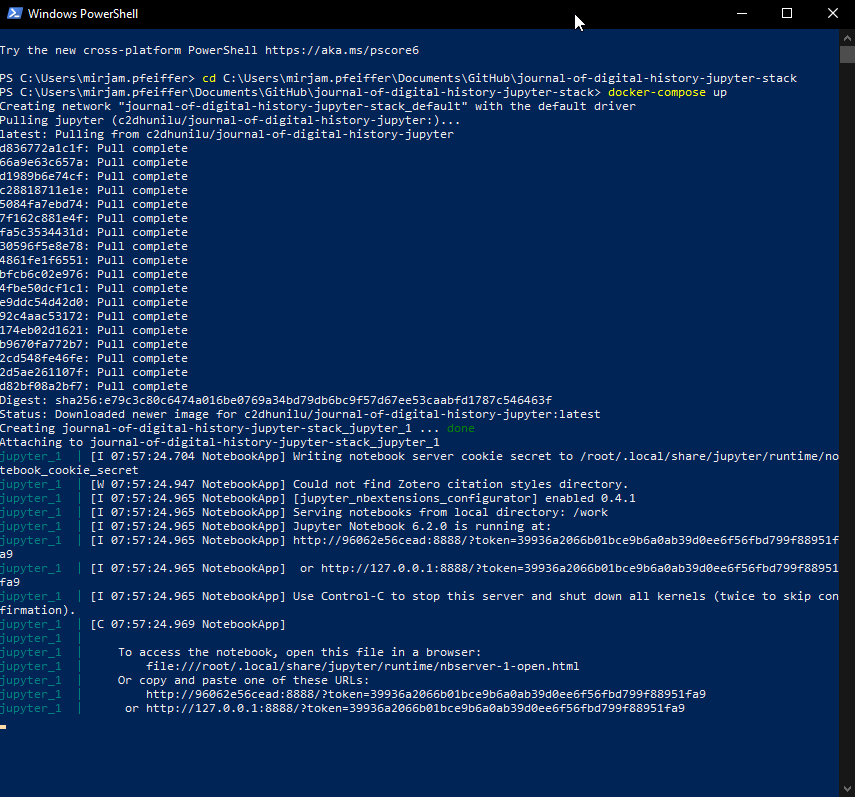 Windows PowerShell
Try the new cross-platform PowerShell https://aka.ms/pscore6
PS C:\Users\mirjam.pfeiffer> cd C:\Users\mirjam.pfeiffer\Documents\GitHub\journal-of-digital-history-jupyter-stack
PS C:\Users\mirjam.pfeiffer\Documents\GitHub\journal-of-digital-history-jupyter-stack> docker-compose up
Creating network "journal-of-digital-history-jupyter-stack_default" with the default driver
Pulling jupyter (c2dhunilu/journal-of-digital-history-jupyter:)...
latest: Pulling from c2dhunilu/journal-of-digital-history-jupyter
d836772a1c1f: Pull complete
66a9e63c657a: Pull complete
d1989b6e74cf: Pull complete
c28818711e1e: Pull complete
5084fa7ebd74: Pull complete
7f162c881e4f: Pull complete
fa5c3534431d: Pull complete
30596f5e8e78: Pull complete
4861fe1f6551: Pull complete
bfcb6c02e976: Pull complete
4fbe50dcf1c1: Pull complete
e9ddc54d42d0: Pull complete
92c4aac53172: Pull complete
174eb02d1621: Pull complete
b9670fa772b7: Pull complete
2cd548fe46fe: Pull complete
2d5ae261107f: Pull complete
d82bf08a2bf7: Pull complete
Digest: sha256:e79c3c80c6474a016be0769a34bd79db6bc9f57d67ee53caabfd1787c546463f
Status: Downloaded newer image for c2dhunilu/journal-of-digital-history-jupyter:latest
Creating journal-of-digital-history-jupyter-stack_jupyter_1 ... done
Attaching to journal-of-digital-history-jupyter-stack_jupyter_1
jupyter_1  | [I 07:57:24.704 NotebookApp] Writing notebook server cookie secret to /root/.local/share/jupyter/runtime/no
tebook_cookie_secret
jupyter_1  | [W 07:57:24.947 NotebookApp] Could not find Zotero citation styles directory.
jupyter_1  | [I 07:57:24.965 NotebookApp] [jupyter_nbextensions_configurator] enabled 0.4.1
jupyter_1  | [I 07:57:24.965 NotebookApp] Serving notebooks from local directory: /work
jupyter_1  | [I 07:57:24.965 NotebookApp] Jupyter Notebook 6.2.0 is running at:
jupyter_1  | [I 07:57:24.965 NotebookApp] http://96062e56cead:8888/?token=39936a2066b01bce9b6a0ab39d0ee6f56fbd799f88951f
a9
jupyter_1  | [I 07:57:24.965 NotebookApp]  or http://127.0.0.1:8888/?token=39936a2066b01bce9b6a0ab39d0ee6f56fbd799f88951
fa9
jupyter_1  | [I 07:57:24.965 NotebookApp] Use Control-C to stop this server and shut down all kernels (twice to skip con
firmation).
jupyter_1  | [C 07:57:24.969 NotebookApp]
jupyter_1  |
jupyter_1  |     To access the notebook, open this file in a browser:
jupyter_1  |         file:///root/.local/share/jupyter/runtime/nbserver-1-open.html
jupyter_1  |     Or copy and paste one of these URLs:
jupyter_1  |         http://96062e56cead:8888/?token=39936a2066b01bce9b6a0ab39d0ee6f56fbd799f88951fa9
jupyter_1  |      or http://127.0.0.1:8888/?token=39936a2066b01bce9b6a0ab39d0ee6f56fbd799f88951fa9